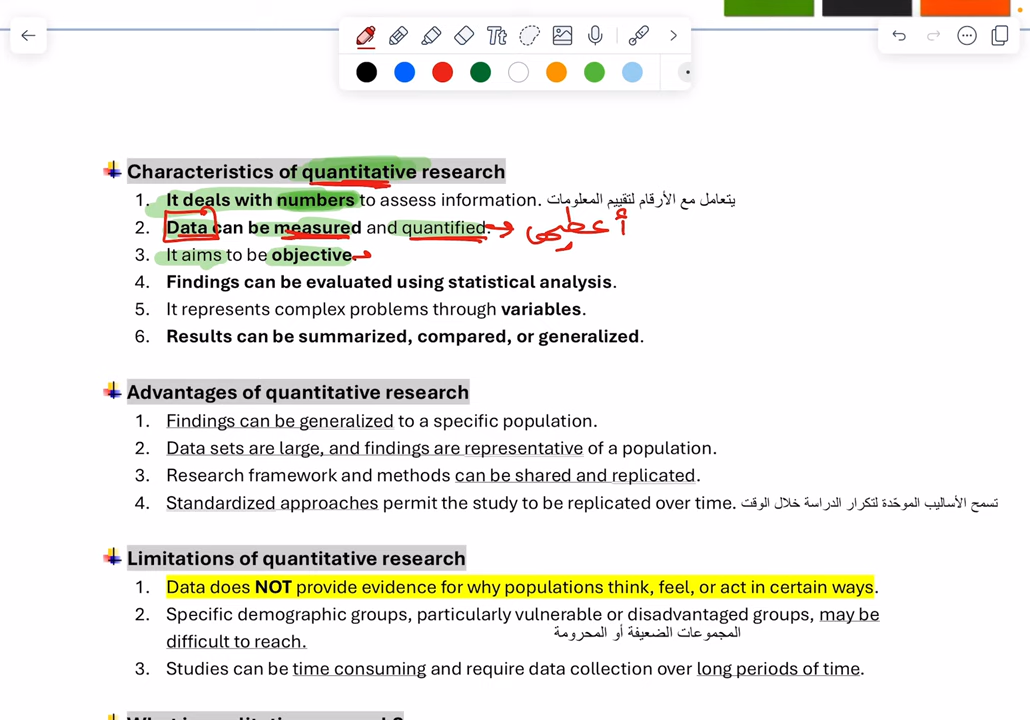 Tt
Characteristics of quantitative research
1. It deals with numbers to assess information. يتعامل مع الأرقام لتقييم المعلومات
2. Data can be measured and quantified.
3. It aims to be objective.
4. Findings can be evaluated using statistical analysis.
5. It represents complex problems through variables.
6. Results can be summarized, compared, or generalized.
Advantages of quantitative research
1. Findings can be generalized to a specific population.
2. Data sets are large, and findings are representative of a population.
3. Research framework and methods can be shared and replicated.
4. Standardized approaches permit the study to be replicated over time. تسمح الأساليب الموحّدة لتكرار الدراسة خلال الوقت
Limitations of quantitative research
1. Data does NOT provide evidence for why populations think, feel, or act in certain ways.
2. Specific demographic groups, particularly vulnerable or disadvantaged groups, may be
difficult to reach.
المجموعات الضعيفة أو المحرومة
3. Studies can be time consuming and require data collection over long periods of time.